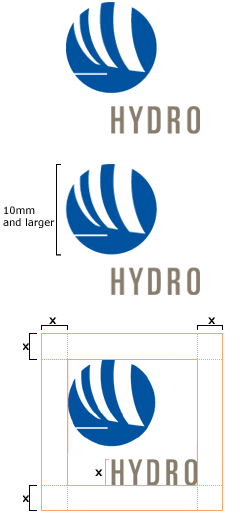 HYDRO
10mm
and larger
HYDRO
x x
x
x
HYDRO
x